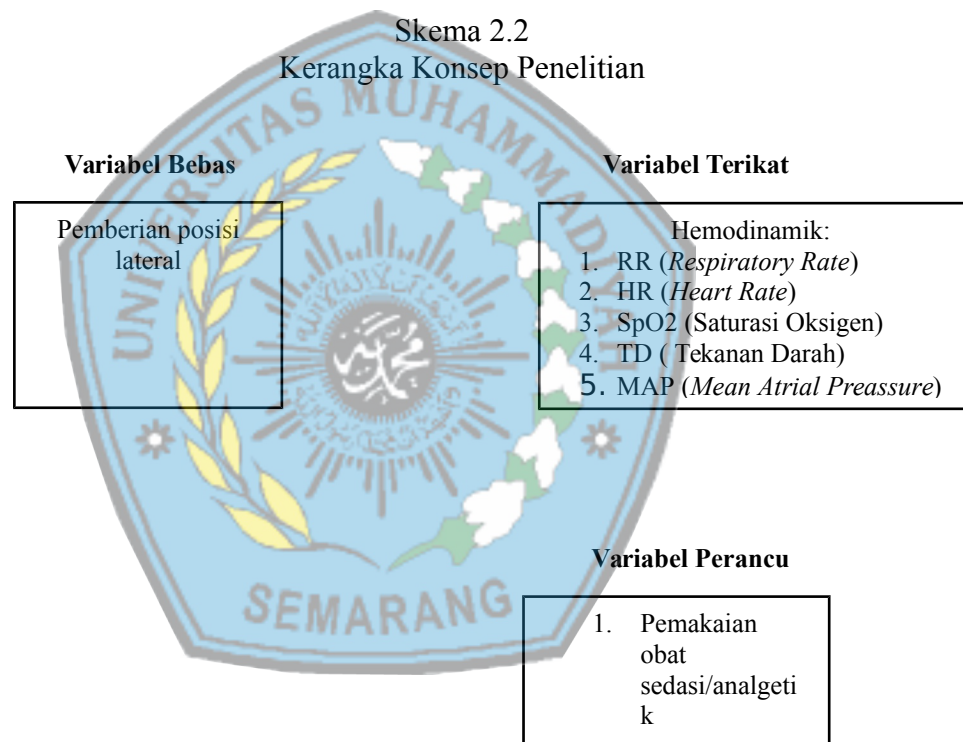 Skema 2.2
Kerangka Konsep Penelitian
Variabel Bebas
Variabel Terikat
Pemberian posisi
lateral
Hemodinamik:
1. RR (Respiratory Rate)
2. HR (Heart Rate)
3. SpO2 (Saturasi Oksigen)
4. TD ( Tekanan Darah)
5. MAP (Mean Atrial Preassure)
Variabel Perancu
1. Pemakaian
obat
sedasi/analgeti
k
UNIVERSITAS MUHAMMADIYAH
SEMARANG
محمد